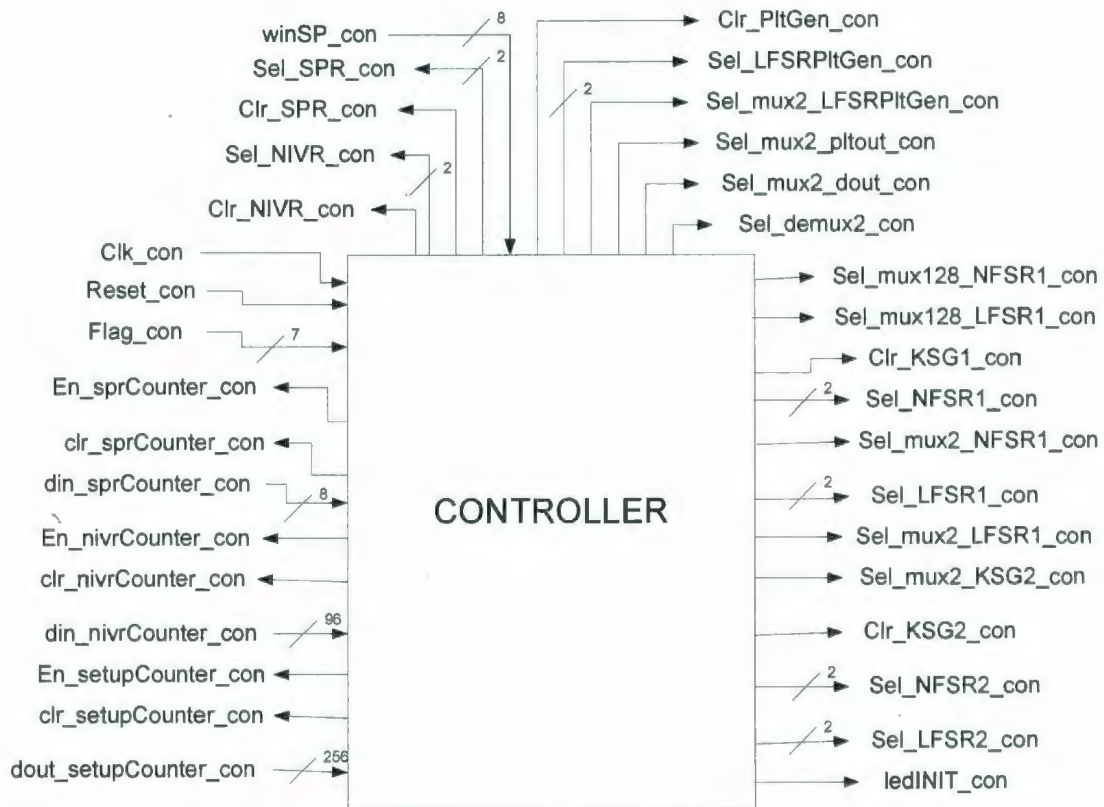 winSP_con
8
Sel_SPR_con
2
Clr_SPR_con
Sel_NIVR_con
2
Clr_NIVR_con
Clk_con
Reset_con
Flag_con
7
En_sprCounter_con
clr_sprCounter_con
din_sprCounter_con
8
En_nivrCounter_con
clr_nivrCounter_con
din_nivrCounter_con
96
En_setupCounter_con
clr_setupCounter_con
dout_setupCounter_con
256
CONTROLLER
Clr_PltGen_con
Sel_LFSRPltGen_con
2
Sel_mux2_LFSRPltGen_con
Sel_mux2_pltout_con
Sel_mux2_dout_con
Sel_demux2_con
Sel_mux128_NFSR1_con
Sel_mux128_LFSR1_con
Clr_KSG1_con
2
Sel_NFSR1_con
Sel_mux2_NFSR1_con
2
Sel_LFSR1_con
Sel_mux2_LFSR1_con
Sel_mux2_KSG2_con
Clr_KSG2_con
2
Sel_NFSR2_con
2
Sel_LFSR2_con
ledINIT_con